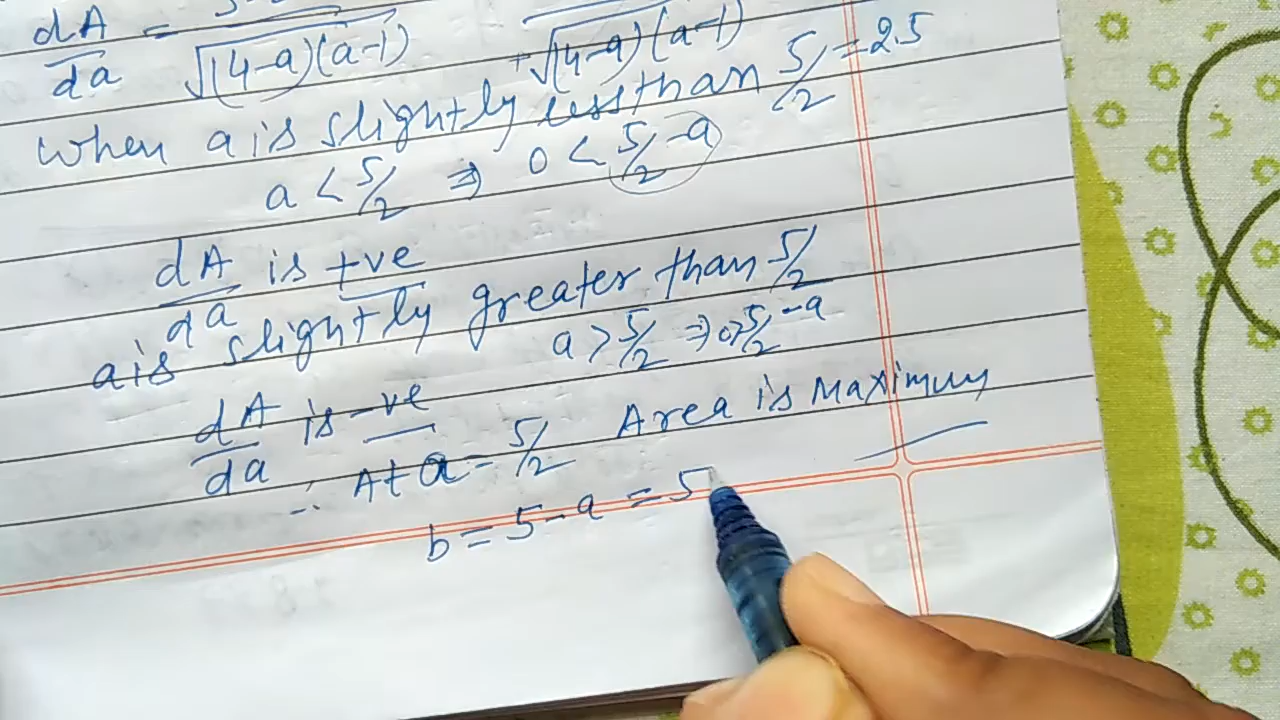 dA/da = √(4-a)(a-1) √(4-a)(a-1)
When a is slightly less than 5/2 = 2.5
a < 5/2 ⇒ 0 < 5/2 - a
dA/da is +ve
a is slightly greater than 5/2
a > 5/2 ⇒ 0 > 5/2 - a
dA/da is -ve
∴ At a = 5/2 Area is Maximum
b = 5 - a = 5